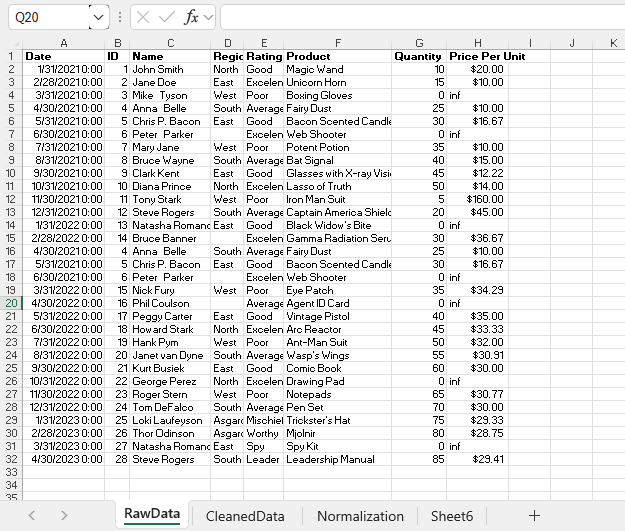 Q20 fx
A B C D E F G H I J K
1 Date ID Name Regic Rating Product Quantity Price Per Unit
2 1/31/2021 0:00 1 John Smith North Good Magic Wand 10 $20.00
3 2/28/2021 0:00 2 Jane Doe East Excelen Unicorn Horn 15 $10.00
4 3/31/2021 0:00 3 Mike  Tyson West Poor Boxing Gloves 0 inf
5 4/30/2021 0:00 4 Anna  Belle South Average Fairy Dust 25 $10.00
6 5/31/2021 0:00 5 Chris P. Bacon East Good Bacon Scented Candle 30 $16.67
7 6/30/2021 0:00 6 Peter  Parker Excelen Web Shooter 0 inf
8 7/31/2021 0:00 7 Mary Jane West Poor Potent Potion 35 $10.00
9 8/31/2021 0:00 8 Bruce Wayne South Average Bat Signal 40 $15.00
10 9/30/2021 0:00 9 Clark Kent East Good Glasses with X-ray Visi 45 $12.22
11 10/31/2021 0:00 10 Diana Prince North Excelen Lasso of Truth 50 $14.00
12 11/30/2021 0:00 11 Tony Stark West Poor Iron Man Suit 5 $160.00
13 12/31/2021 0:00 12 Steve Rogers South Average Captain America Shield 20 $45.00
14 1/31/2022 0:00 13 Natasha Romano East Good Black Widow's Bite 0 inf
15 2/28/2022 0:00 14 Bruce Banner Excelen Gamma Radiation Seru 30 $36.67
16 4/30/2021 0:00 4 Anna  Belle South Average Fairy Dust 25 $10.00
17 5/31/2021 0:00 5 Chris P. Bacon East Good Bacon Scented Candle 30 $16.67
18 6/30/2021 0:00 6 Peter  Parker Excelen Web Shooter 0 inf
19 3/31/2022 0:00 15 Nick Fury West Poor Eye Patch 35 $34.29
20 4/30/2022 0:00 16 Phil Coulson Average Agent ID Card 0 inf
21 5/31/2022 0:00 17 Peggy Carter East Good Vintage Pistol 40 $35.00
22 6/30/2022 0:00 18 Howard Stark North Excelen Arc Reactor 45 $33.33
23 7/31/2022 0:00 19 Hank Pym West Poor Ant-Man Suit 50 $32.00
24 8/31/2022 0:00 20 Janet van Dyne South Average Wasp's Wings 55 $30.91
25 9/30/2022 0:00 21 Kurt Busiek East Good Comic Book 60 $30.00
26 10/31/2022 0:00 22 George Perez North Excelen Drawing Pad 0 inf
27 11/30/2022 0:00 23 Roger Stern West Poor Notepads 65 $30.77
28 12/31/2022 0:00 24 Tom DeFalco South Average Pen Set 70 $30.00
29 1/31/2023 0:00 25 Loki Laufeyson Asgard Mischief Trickster's Hat 75 $29.33
30 2/28/2023 0:00 26 Thor Odinson Asgard Worthy Mjolnir 80 $28.75
31 3/31/2023 0:00 27 Natasha Romano East Spy Spy Kit 0 inf
32 4/30/2023 0:00 28 Steve Rogers South Leader Leadership Manual 85 $29.41
33
34
35
RawData CleanedData Normalization Sheet6